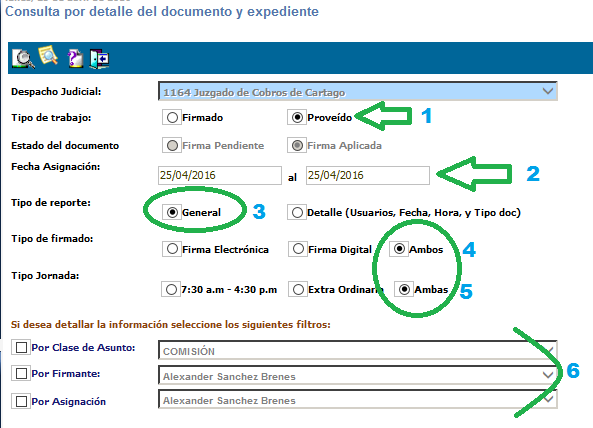 Consulta por detalle del documento y expediente
Despacho Judicial: 1164 Juzgado de Cobros de Cartago
Tipo de trabajo: Firmado Proveído 1
Estado del documento Firma Pendiente Firma Aplicada
Fecha Asignación: 25/04/2016 al 25/04/2016 2
Tipo de reporte: General 3 Detalle (Usuarios, Fecha, Hora, y Tipo doc)
Tipo de firmado: Firma Electrónica Firma Digital Ambos 4
Tipo Jornada: 7:30 a.m - 4:30 p.m Extra Ordinaria Ambas 5
Si desea detallar la información seleccione los siguientes filtros:
Por Clase de Asunto: COMISIÓN
Por Firmante: Alexander Sanchez Brenes 6
Por Asignación Alexander Sanchez Brenes